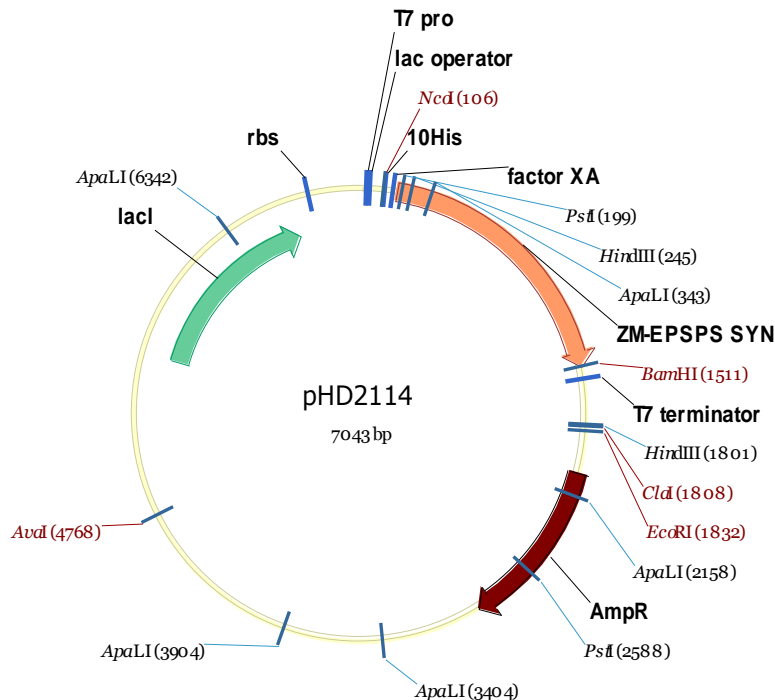 T7 pro
lac operator
NcoI (106)
10His
rbs
factor XA
ApaLI (6342)
PstI (199)
lacI
HindIII (245)
ApaLI (343)
ZM-EPSPS SYN
BamHI (1511)
pHD2114
T7 terminator
7043 bp
HindIII (1801)
ClaI (1808)
AvaI (4768)
EcoRI (1832)
ApaLI (2158)
AmpR
ApaLI (3904)
PstI (2588)
ApaLI (3404)